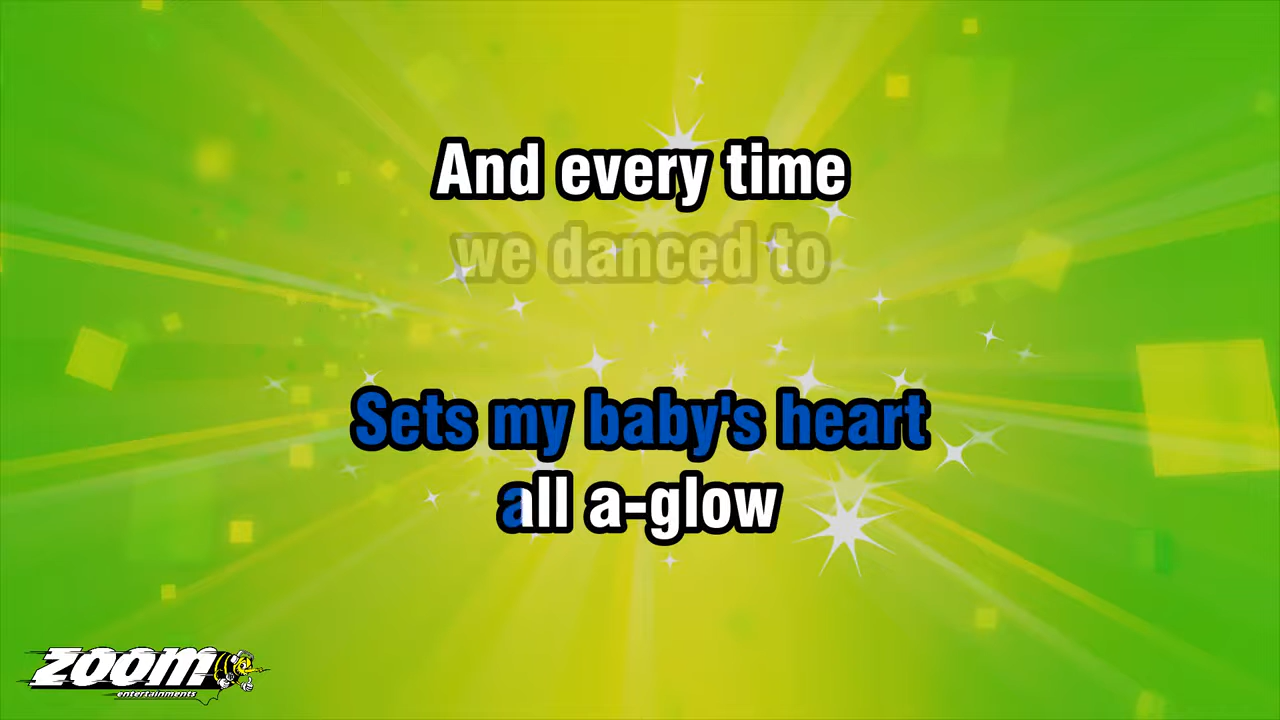 And every time
we danced to
Sets my baby's heart
all a-glow
zoom
entertainments